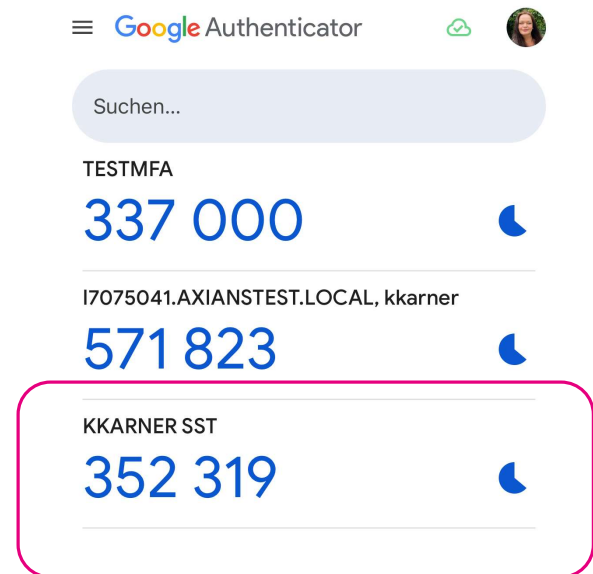 Google Authenticator
Suchen...
TESTMFA
337 000
I7075041.AXIANSTEST.LOCAL, kkarner
571 823
KKARNER SST
352 319